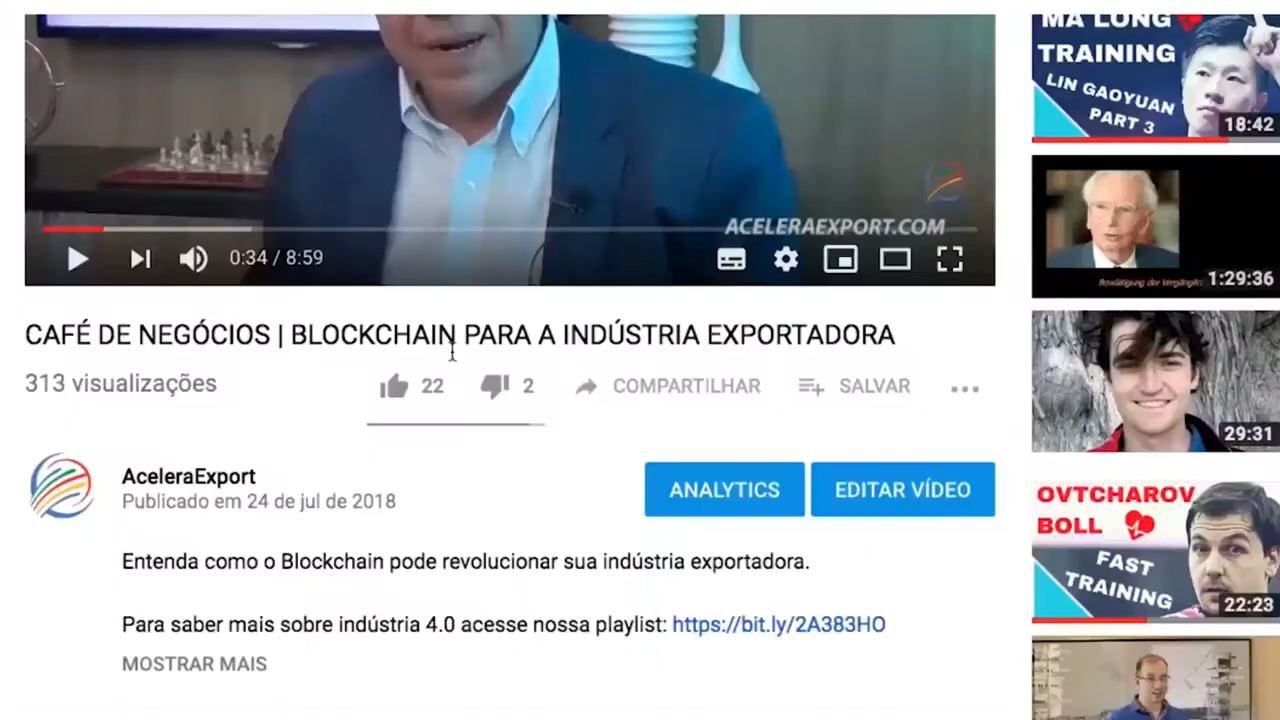 ACELERAEXPORT.COM
0:34 / 8:59
CAFÉ DE NEGÓCIOS | BLOCKCHAIN PARA A INDÚSTRIA EXPORTADORA
313 visualizações
22
2
COMPARTILHAR
SALVAR
AceleraExport
Publicado em 24 de jul de 2018
ANALYTICS
EDITAR VÍDEO
Entenda como o Blockchain pode revolucionar sua indústria exportadora.
Para saber mais sobre indústria 4.0 acesse nossa playlist: https://bit.ly/2A383HO
MOSTRAR MAIS
MA LONG
TRAINING
LIN GAOYUAN
PART 3
18:42
1:29:36
29:31
OVTCHAROV
BOLL
FAST
TRAINING
22:23